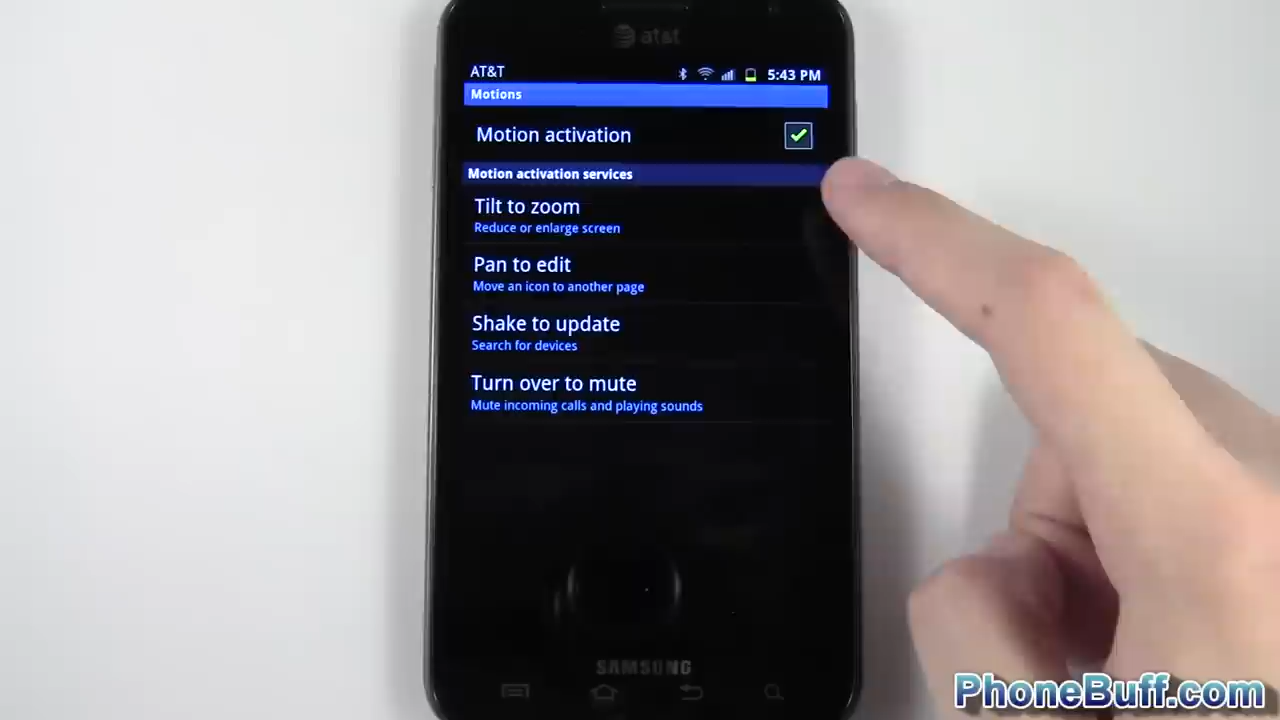 at&t
AT&T 5:43 PM
Motions
Motion activation
Motion activation services
Tilt to zoom
Reduce or enlarge screen
Pan to edit
Move an icon to another page
Shake to update
Search for devices
Turn over to mute
Mute incoming calls and playing sounds
SAMSUNG
PhoneBuff.com